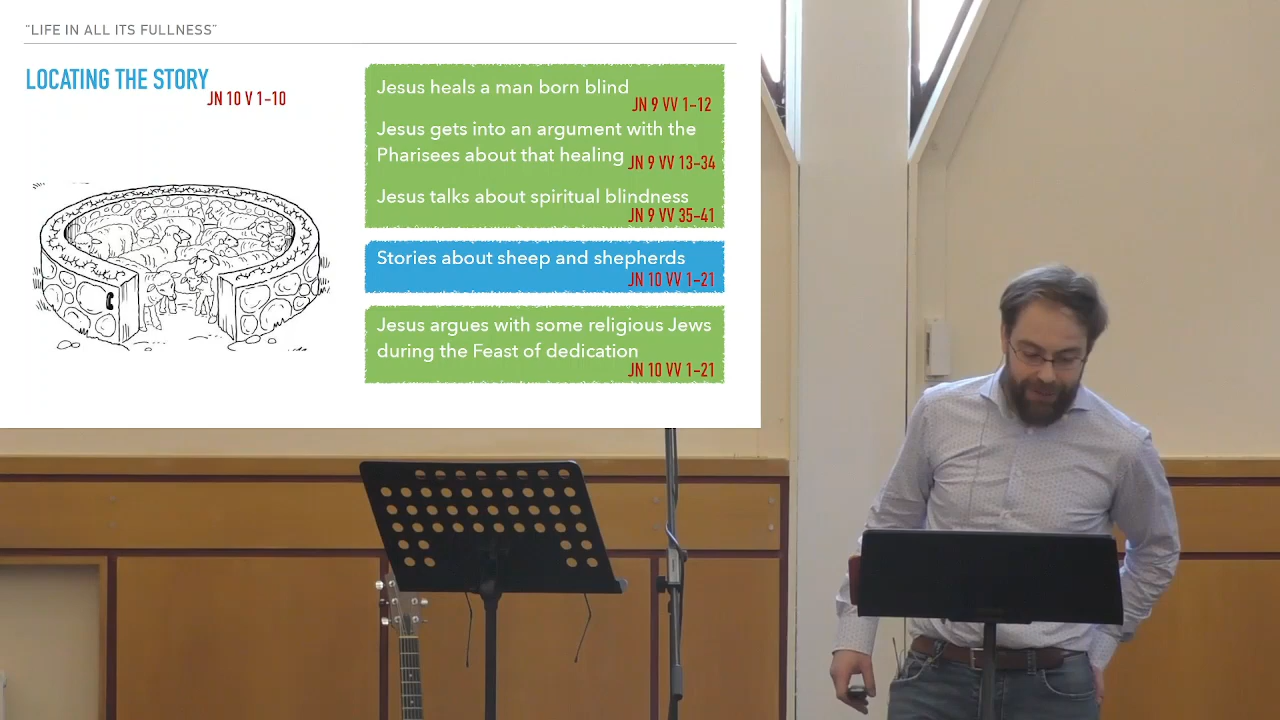 "LIFE IN ALL ITS FULLNESS"
LOCATING THE STORY
JN 10 V 1-10
Jesus heals a man born blind
JN 9 VV 1-12
Jesus gets into an argument with the
Pharisees about that healing
JN 9 VV 13-34
Jesus talks about spiritual blindness
JN 9 VV 35-41
Stories about sheep and shepherds
JN 10 VV 1-21
Jesus argues with some religious Jews
during the Feast of dedication
JN 10 VV 1-21